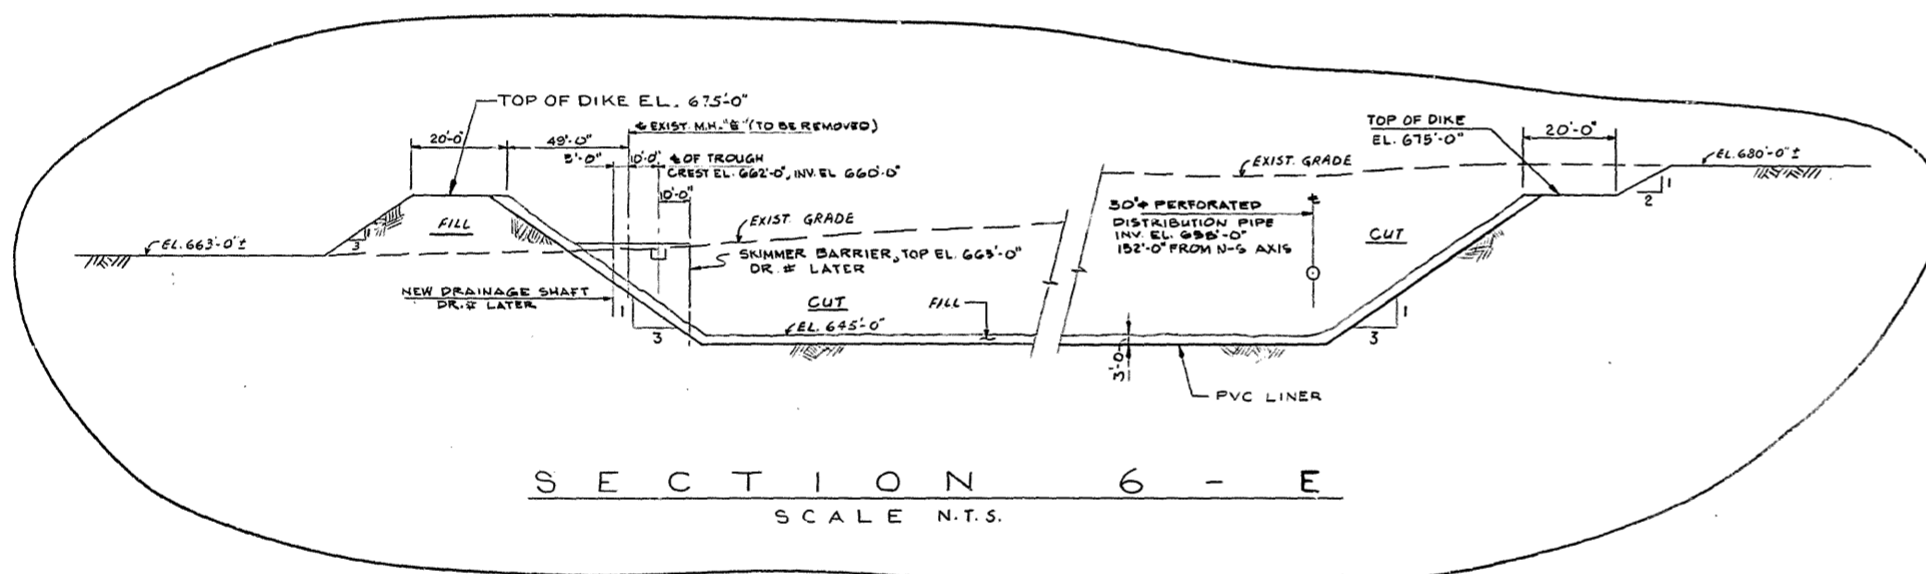 TOP OF DIKE EL. 675'-0"
20'-0"
49'-0"
℄ EXIST. M.H. "E" (TO BE REMOVED)
10'-0"
℄ OF TROUGH
CREST EL. 662'-0", INV. EL 660'-0"
10'-0"
FILL
EL. 663'-0" ±
3
1
EXIST. GRADE
SKIMMER BARRIER, TOP EL. 663'-0"
DR. # LATER
NEW DRAINAGE SHAFT
DR. # LATER
1
3
CUT
FILL
EL. 645'-0"
EXIST. GRADE
30"ϕ PERFORATED
DISTRIBUTION PIPE
INV. EL. 658'-0"
152'-0" FROM N-S AXIS
℄
CUT
TOP OF DIKE
EL. 675'-0"
20'-0"
EL. 680'-0" ±
1
2
1
3
3'-0"
PVC LINER
SECTION 6-E
SCALE N.T.S.